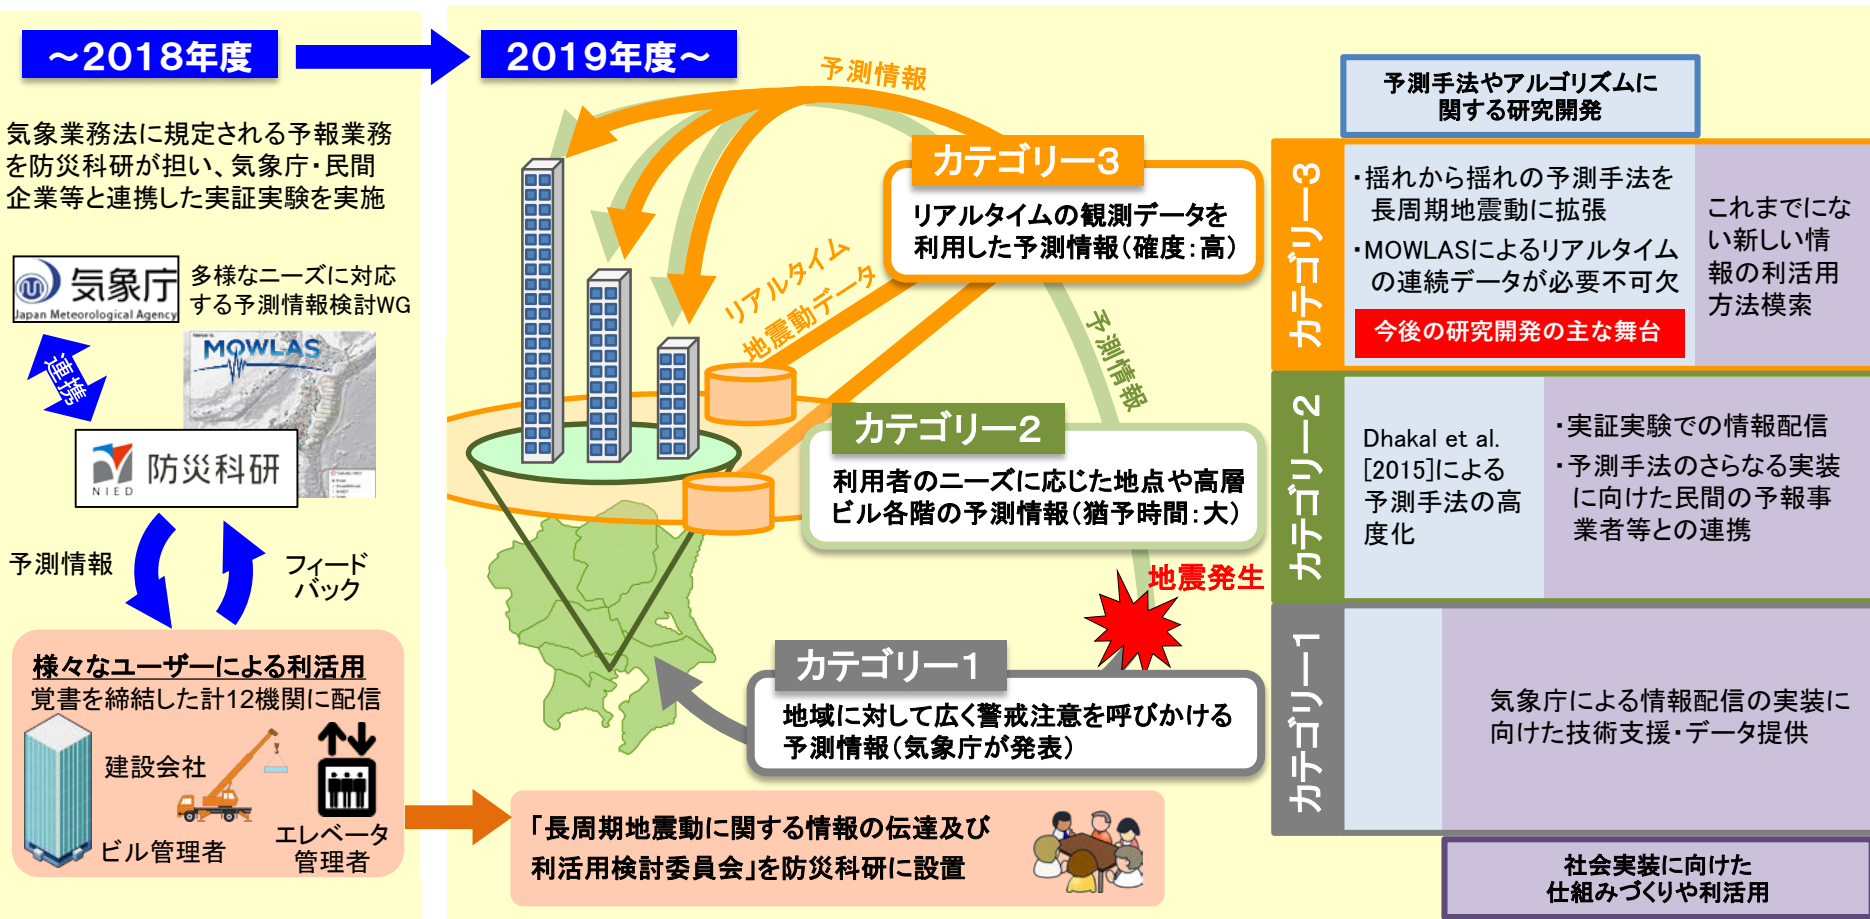 ～2018年度
気象業務法に規定される予報業務
を防災科研が担い、気象庁・民間
企業等と連携した実証実験を実施
気象庁
Japan Meteorological Agency
多様なニーズに対応
する予測情報検討WG
MOWLAS
連携
防災科研
NIED
予測情報
フィード
バック
様々なユーザーによる利活用
覚書を締結した計12機関に配信
建設会社
ビル管理者
エレベータ
管理者
2019年度～
予測情報
リアルタイム
地震動データ
予測情報
カテゴリー3
リアルタイムの観測データを
利用した予測情報(確度:高)
カテゴリー2
利用者のニーズに応じた地点や高層
ビル各階の予測情報(猶予時間:大)
地震発生
カテゴリー1
地域に対して広く警戒注意を呼びかける
予測情報(気象庁が発表)
「長周期地震動に関する情報の伝達及び
利活用検討委員会」を防災科研に設置
予測手法やアルゴリズムに
関する研究開発
カテゴリー3
・揺れから揺れの予測手法を
長周期地震動に拡張
・MOWLASによるリアルタイム
の連続データが必要不可欠
今後の研究開発の主な舞台
これまでにな
い新しい情
報の利活用
方法模索
カテゴリー2
Dhakal et al.
[2015]による
予測手法の高
度化
・実証実験での情報配信
・予測手法のさらなる実装
に向けた民間の予報事
業者等との連携
カテゴリー1
気象庁による情報配信の実装に
向けた技術支援・データ提供
社会実装に向けた
仕組みづくりや利活用